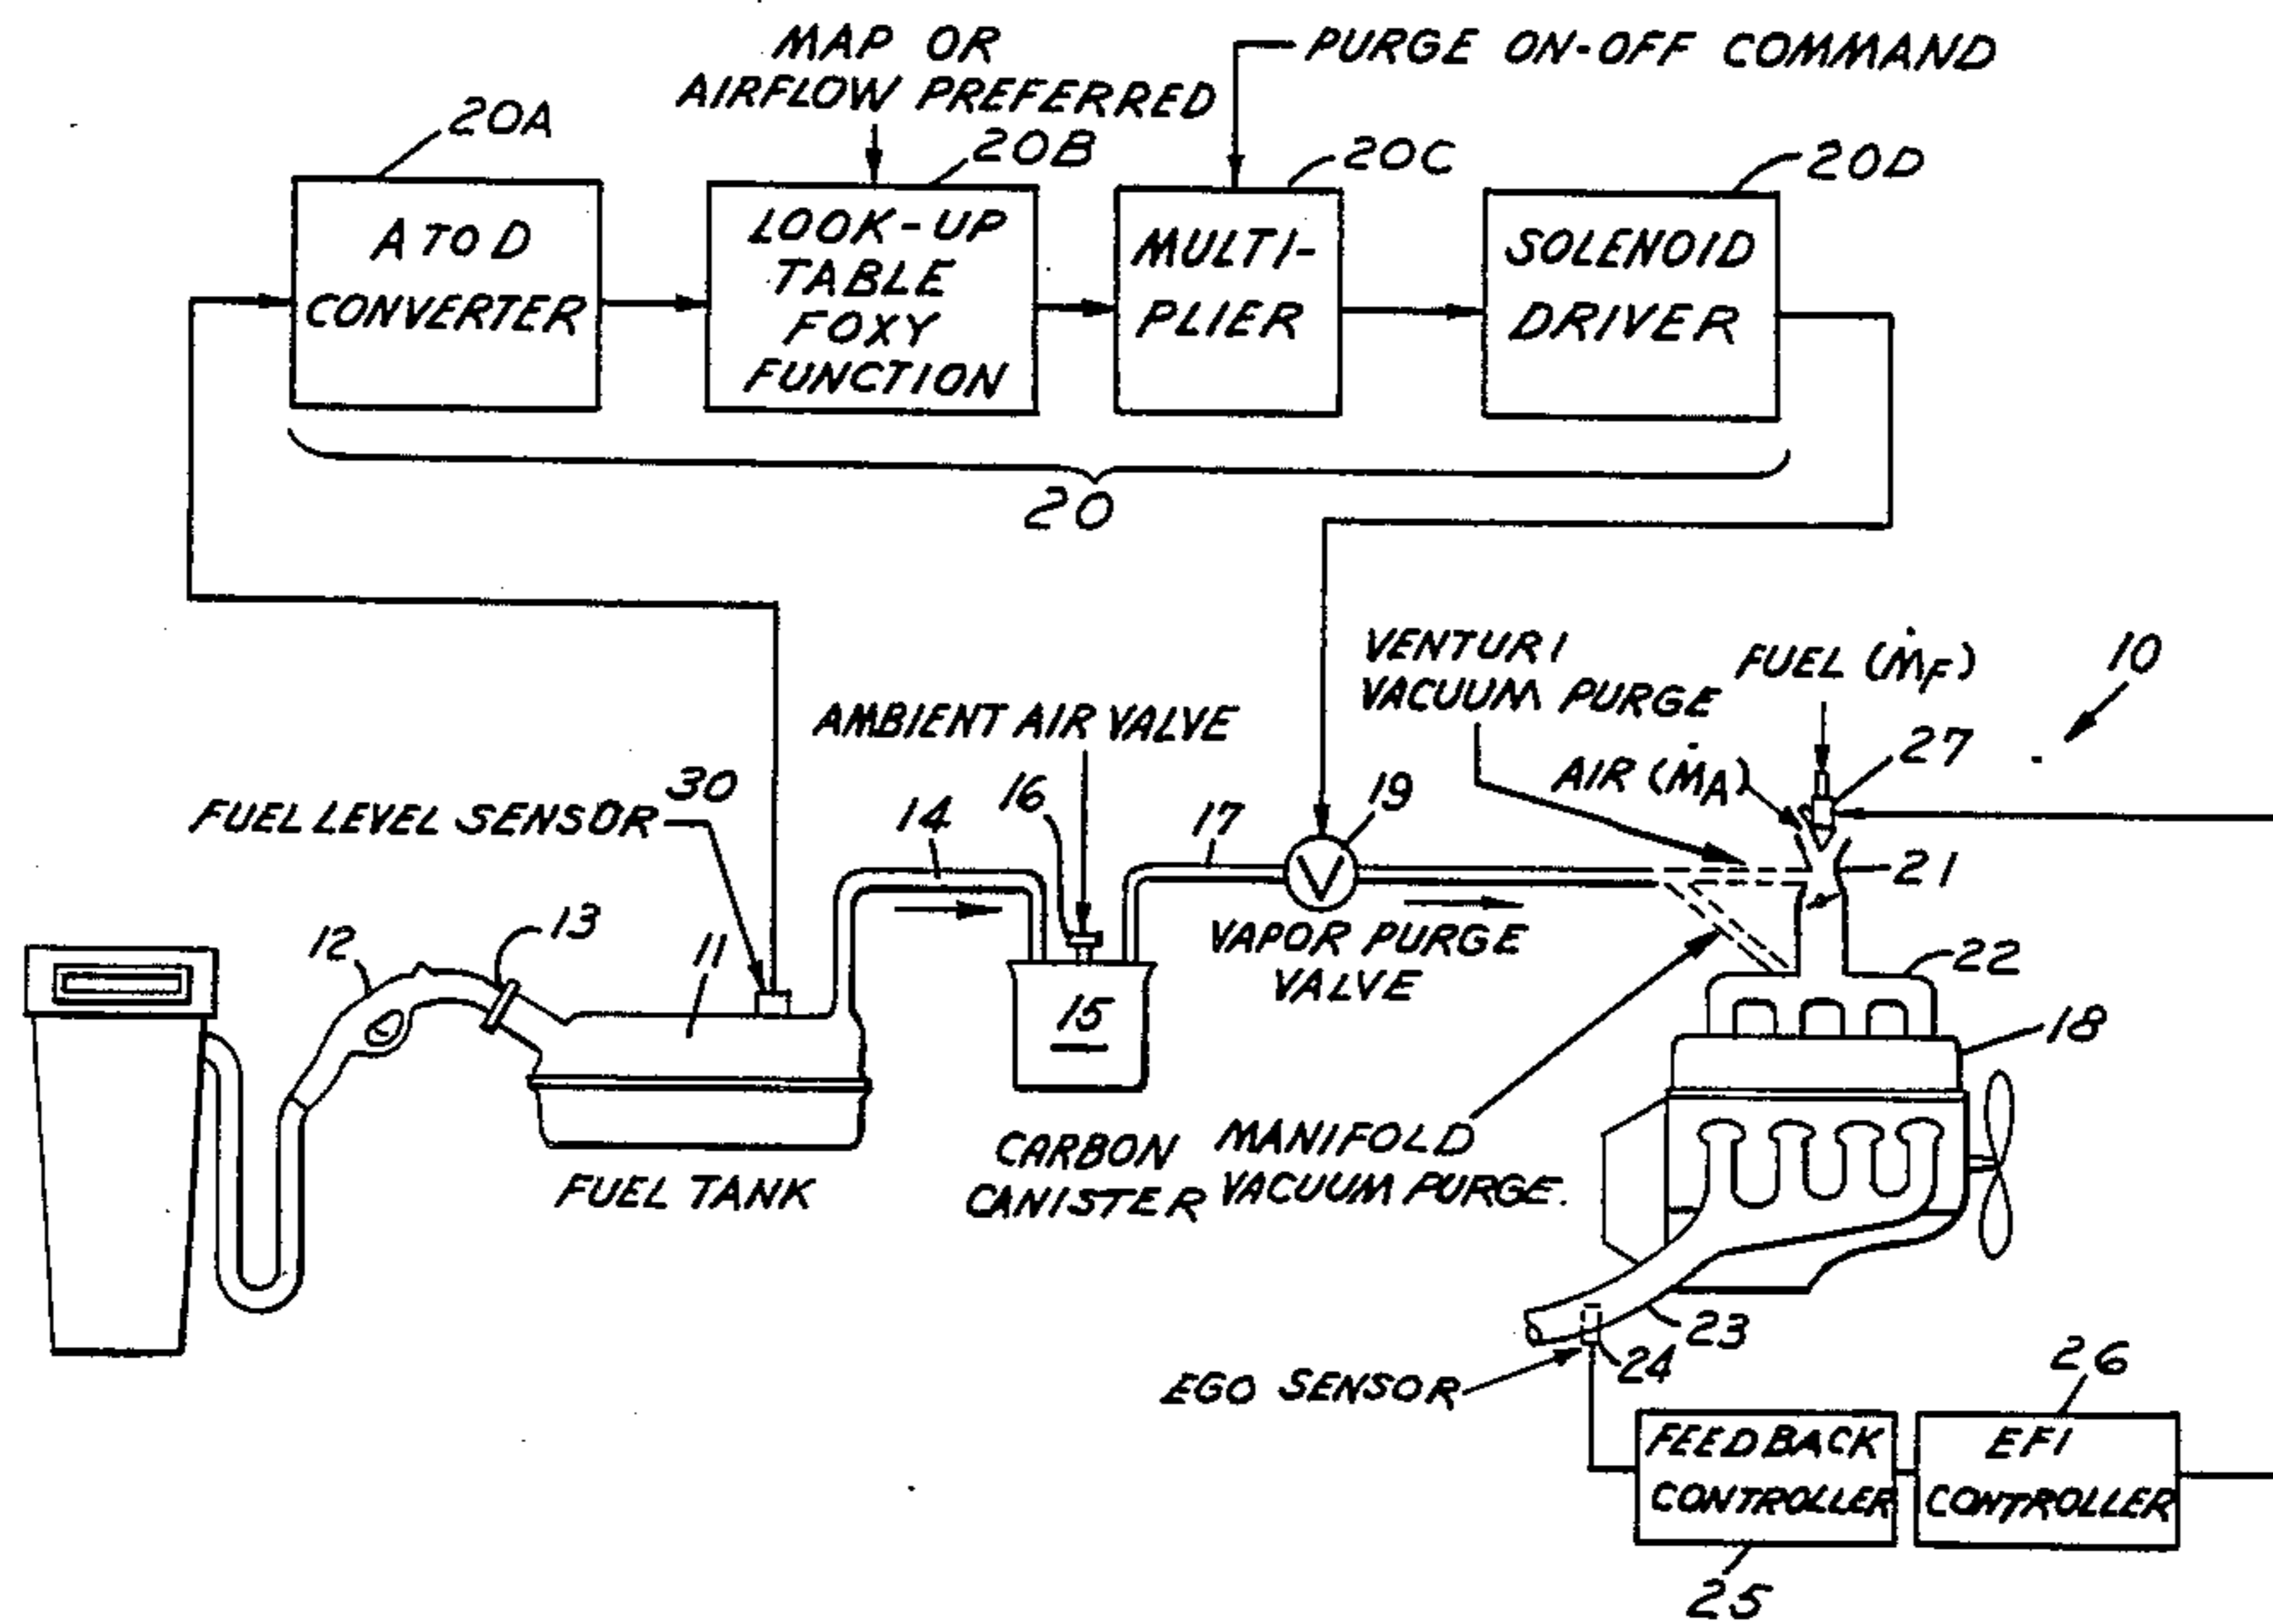 MAP OR
AIRFLOW PREFERRED
PURGE ON-OFF COMMAND
20A
20B
20C
20D
A TO D
CONVERTER
LOOK-UP
TABLE
FOXY
FUNCTION
MULTI-
PLIER
SOLENOID
DRIVER
20
VENTURI
VACUUM PURGE
FUEL (ṀF)
10
AIR (ṀA)
27
AMBIENT AIR VALVE
FUEL LEVEL SENSOR
30
14
16
17
19
21
12
13
11
15
VAPOR PURGE
VALVE
22
18
FUEL TANK
CARBON
CANISTER
MANIFOLD
VACUUM PURGE.
23
24
EGO SENSOR
26
FEEDBACK
CONTROLLER
EFI
CONTROLLER
25